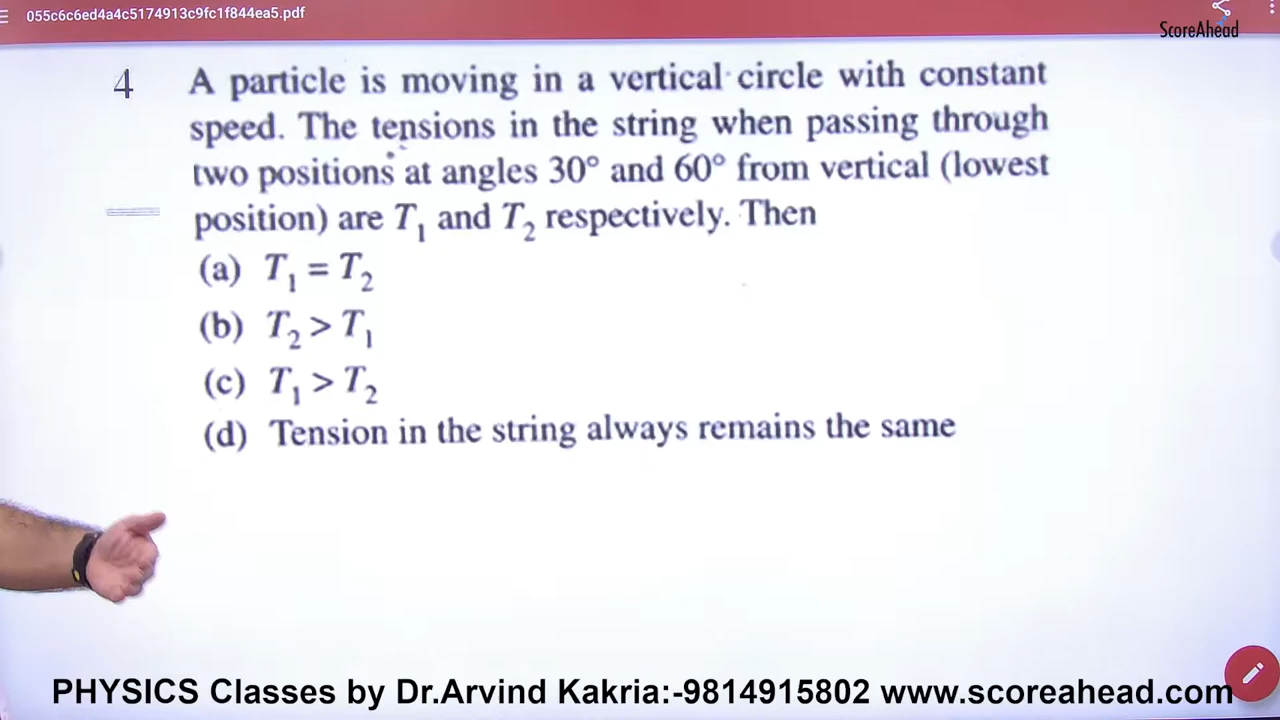 055c6c6ed4a4c5174913c9fc1f844ea5.pdf
ScoreAhead
4 A particle is moving in a vertical circle with constant
speed. The tensions in the string when passing through
two positions at angles 30° and 60° from vertical (lowest
position) are T₁ and T₂ respectively. Then
(a) T₁ = T₂
(b) T₂ > T₁
(c) T₁ > T₂
(d) Tension in the string always remains the same
PHYSICS Classes by Dr.Arvind Kakria:-9814915802 www.scoreahead.com